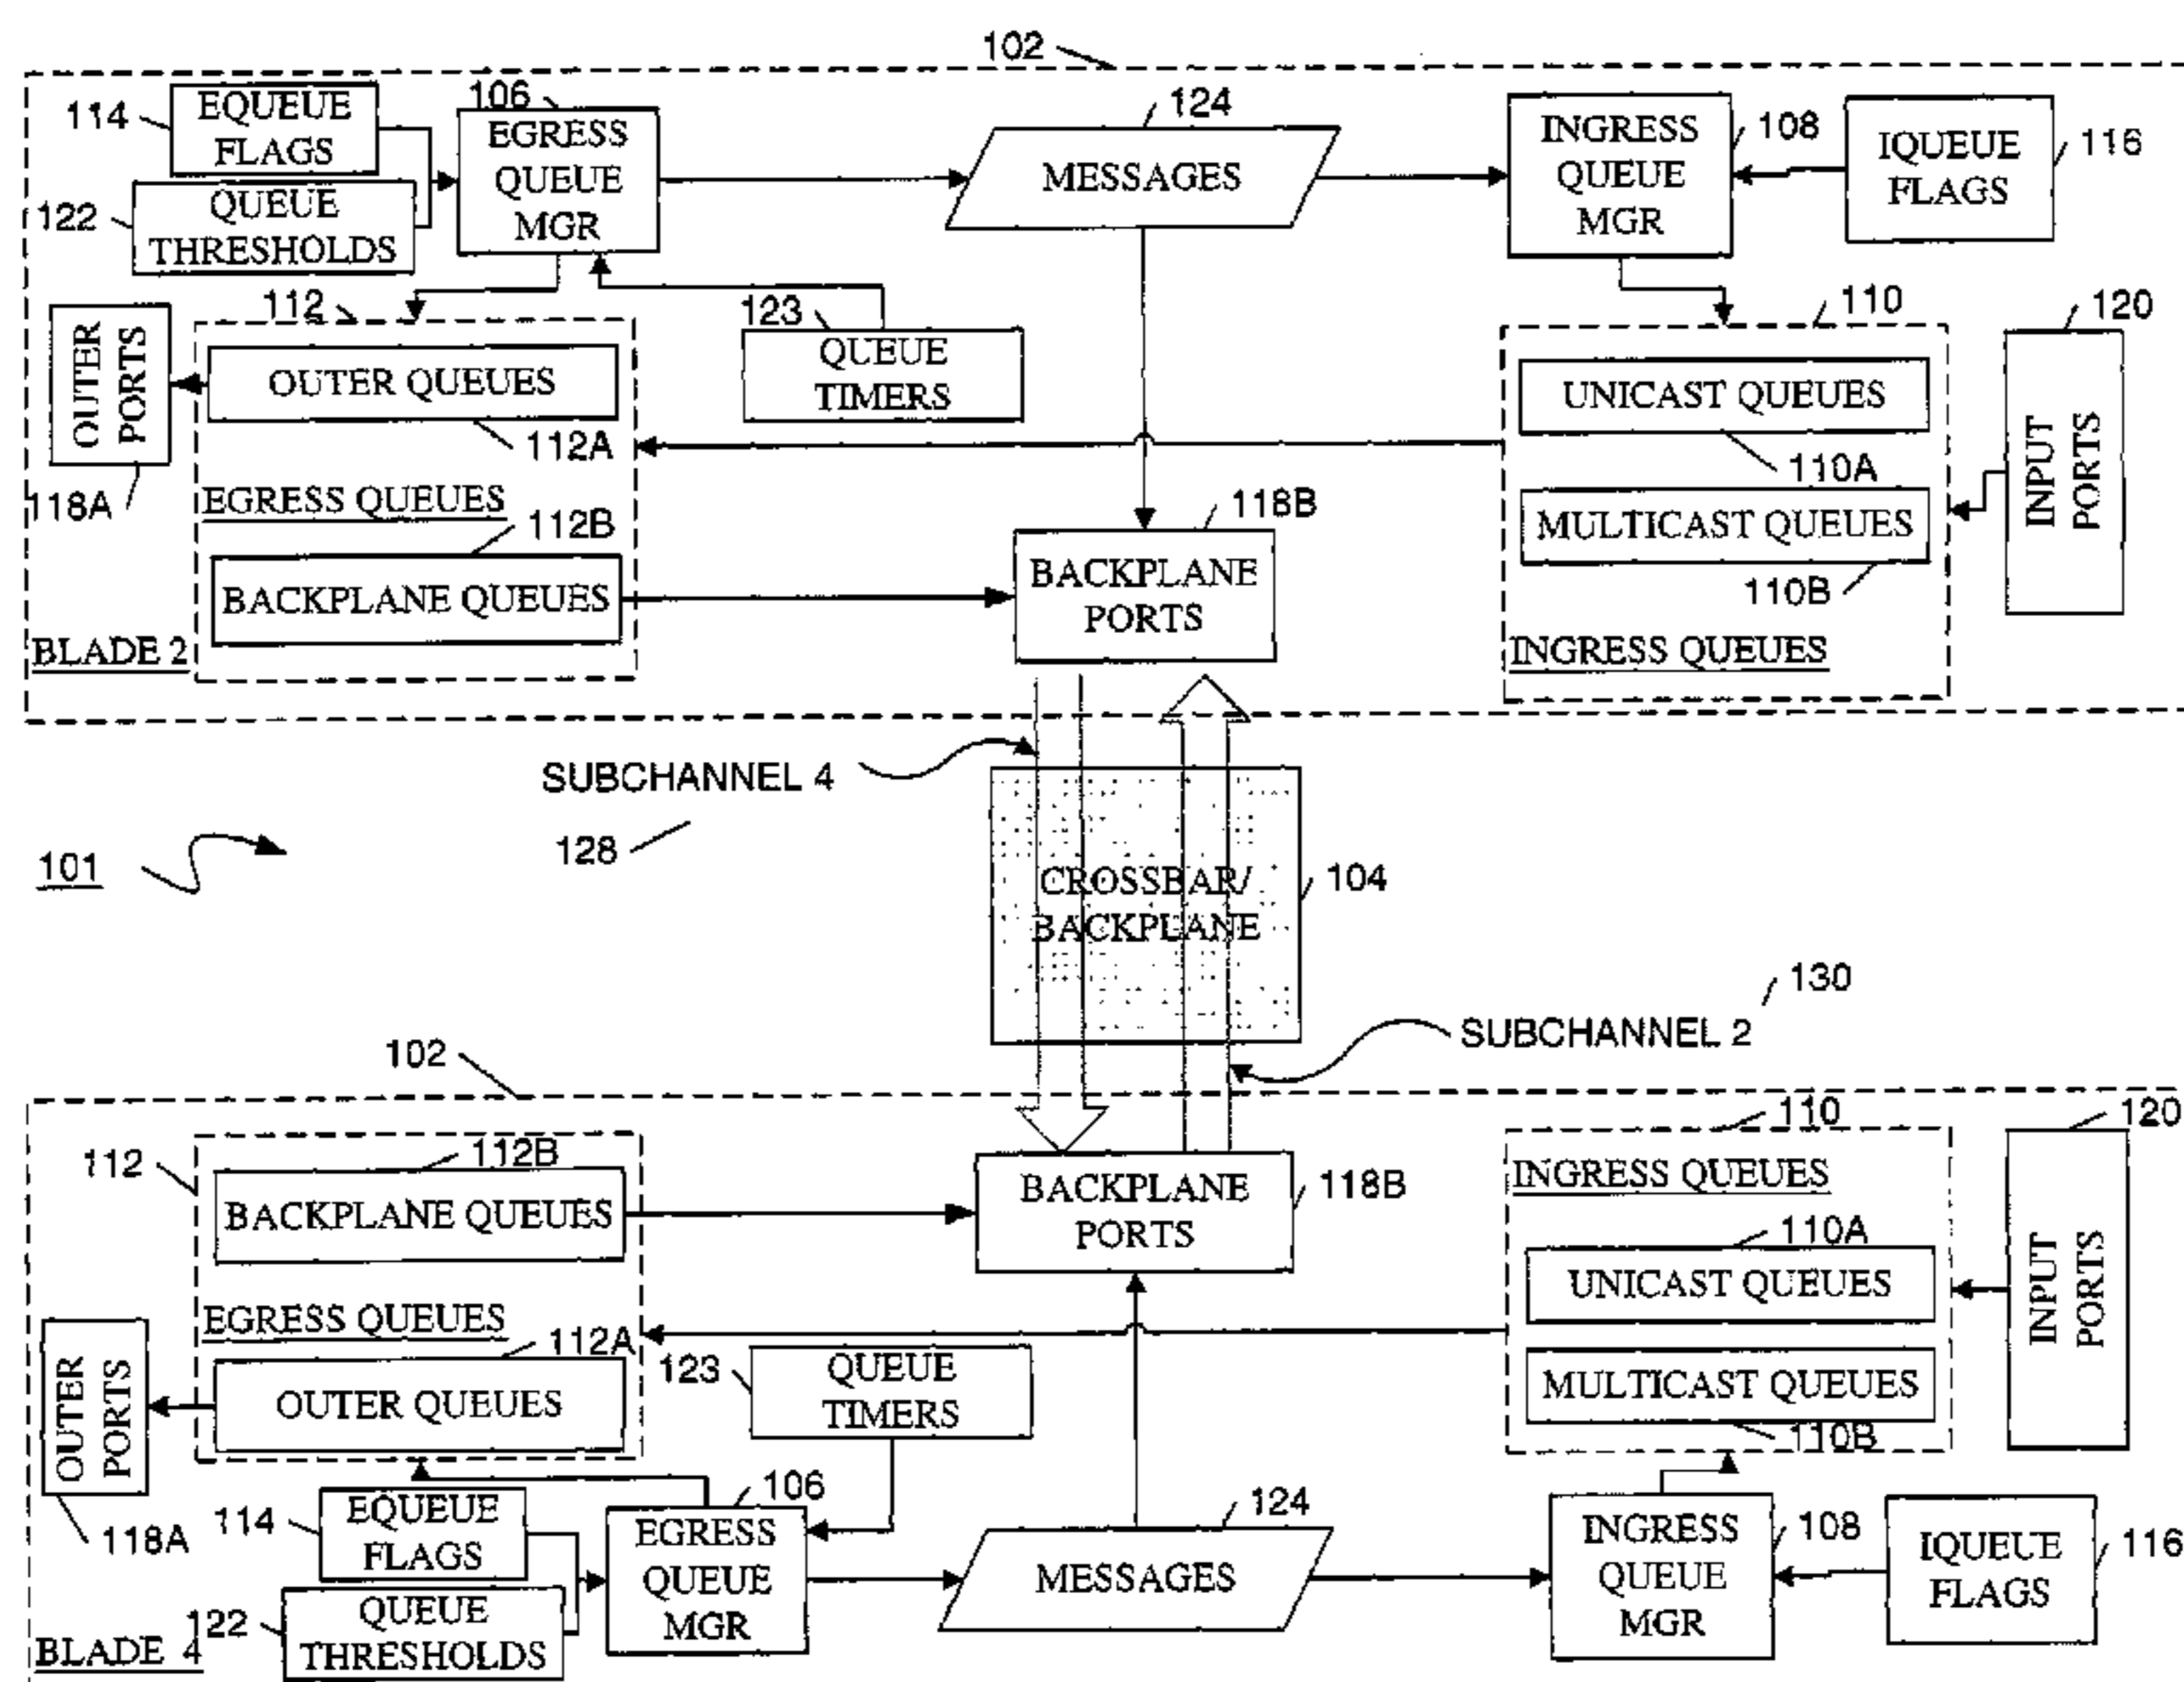 102
114
EQUEUE
FLAGS
106
EGRESS
QUEUE
MGR
124
MESSAGES
INGRESS
QUEUE
MGR
108
IQUEUE
FLAGS
116
122
QUEUE
THRESHOLDS
112
123
QUEUE
TIMERS
110
120
OUTER
PORTS
OUTER QUEUES
112A
118A
EGRESS QUEUES
112B
BACKPLANE QUEUES
BLADE 2
118B
BACKPLANE
PORTS
UNICAST QUEUES
110A
MULTICAST QUEUES
110B
INGRESS QUEUES
INPUT
PORTS
SUBCHANNEL 4
128
101
CROSSBAR/
BACKPLANE
104
130
SUBCHANNEL 2
102
112
112B
BACKPLANE QUEUES
EGRESS QUEUES
112A
OUTER QUEUES
OUTER
PORTS
118A
BACKPLANE
PORTS
118B
110
120
INGRESS QUEUES
110A
UNICAST QUEUES
MULTICAST QUEUES
110B
INPUT
PORTS
123
QUEUE
TIMERS
114
EQUEUE
FLAGS
106
EGRESS
QUEUE
MGR
124
MESSAGES
INGRESS
QUEUE
MGR
108
IQUEUE
FLAGS
116
122
QUEUE
THRESHOLDS
BLADE 4